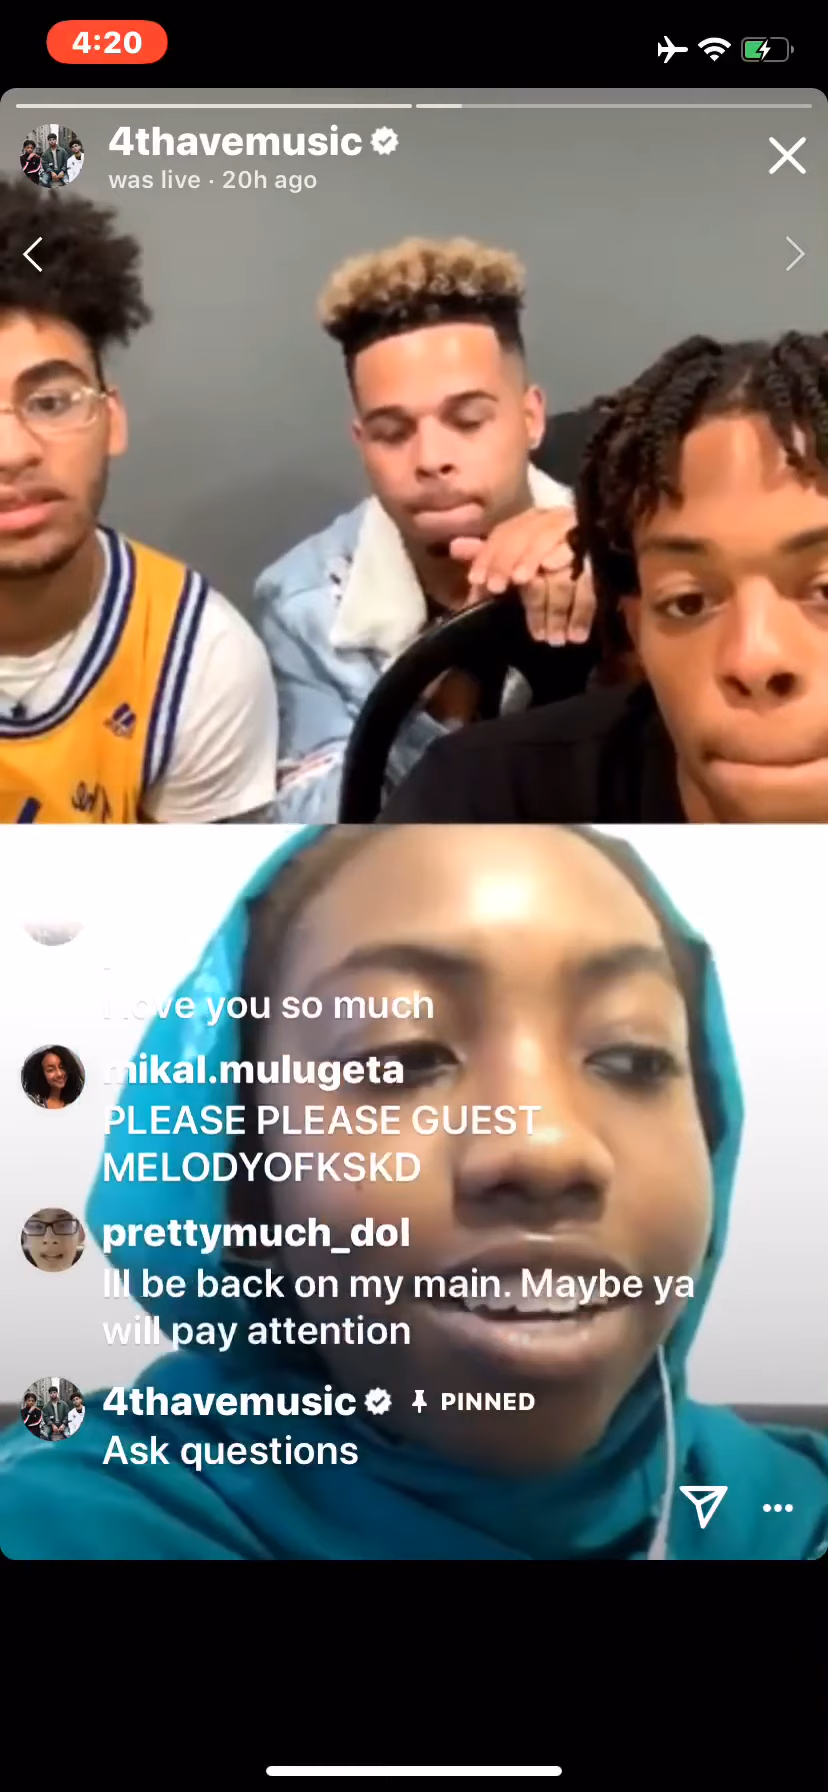 4:20
4thavemusic
was live · 20h ago
love you so much
mikal.mulugeta
PLEASE PLEASE GUEST
MELODYOFKSKD
prettymuch_dol
Ill be back on my main. Maybe ya
will pay attention
4thavemusic PINNED
Ask questions